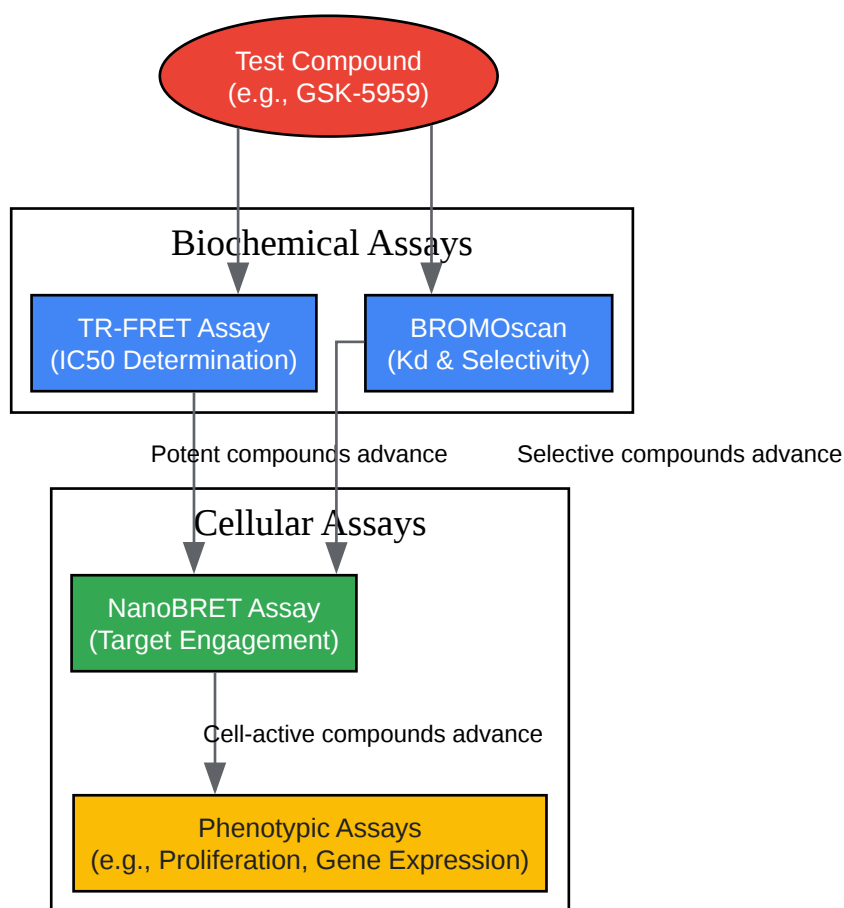 Test Compound
(e.g., GSK-5959)
Biochemical Assays
TR-FRET Assay
(IC50 Determination)
BROMOscan
(Kd & Selectivity)
Potent compounds advance
Selective compounds advance
Cellular Assays
NanoBRET Assay
(Target Engagement)
Cell-active compounds advance
Phenotypic Assays
(e.g., Proliferation, Gene Expression)